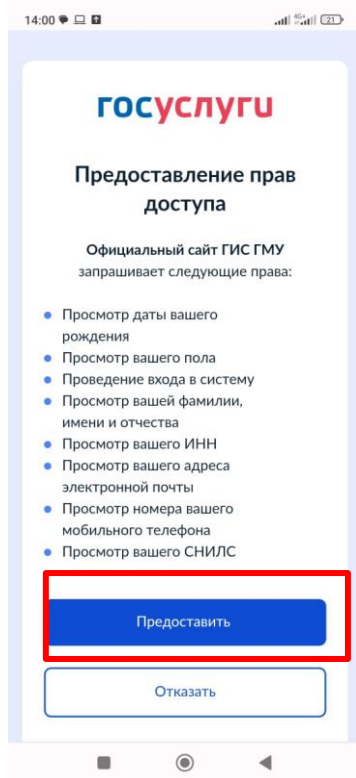 14:00
4G+
21
госуслуги
Предоставление прав
доступа
Официальный сайт ГИС ГМУ
запрашивает следующие права:
Просмотр даты вашего
рождения
Просмотр вашего пола
Проведение входа в систему
Просмотр вашей фамилии,
имени и отчества
Просмотр вашего ИНН
Просмотр вашего адреса
электронной почты
Просмотр номера вашего
мобильного телефона
Просмотр вашего СНИЛС
Предоставить
Отказать